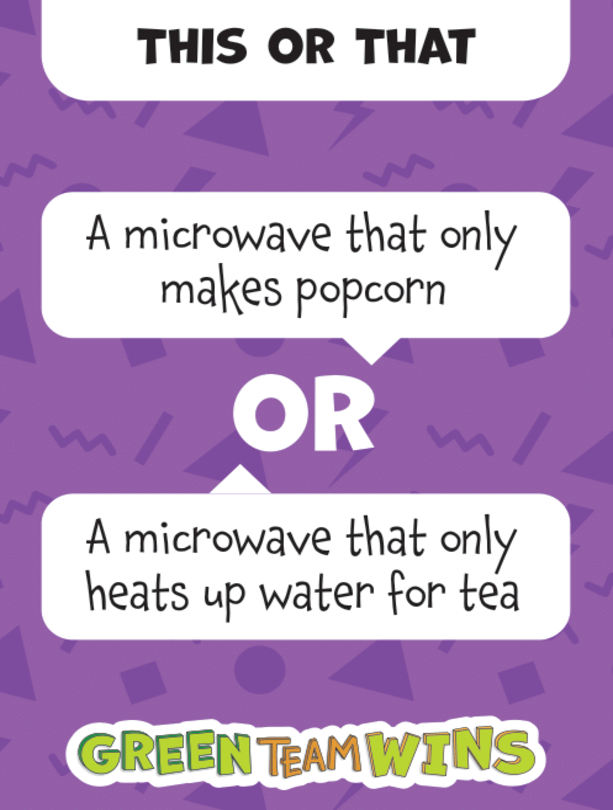 THIS OR THAT
A microwave that only
makes popcorn
OR
A microwave that only
heats up water for tea
GREEN TEAM WINS